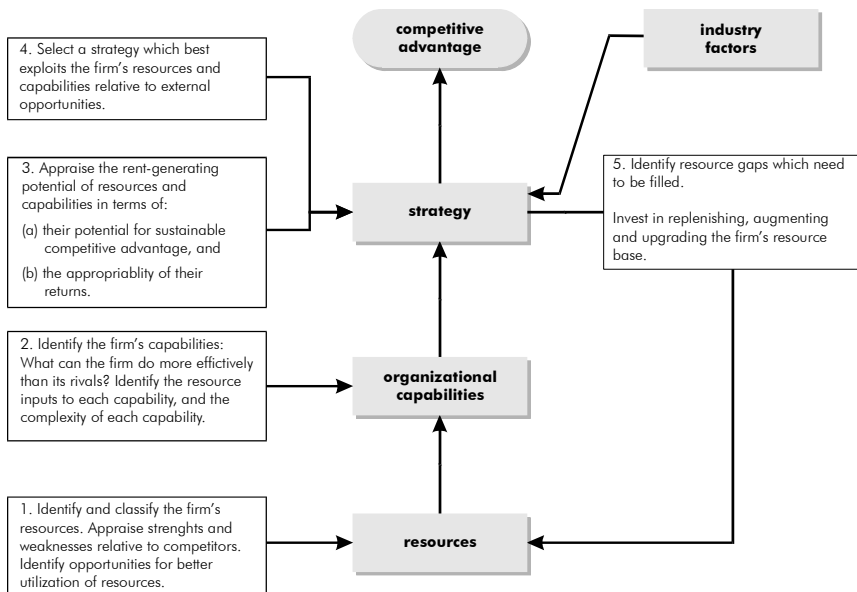 competitive
advantage
industry
factors
4. Select a strategy which best
exploits the firm's resources and
capabilities relative to external
opportunities.
3. Appraise the rent-generating
potential of resources and
capabilities in terms of:
(a) their potential for sustainable
competitive advantage, and
(b) the appropriablity of their
returns.
strategy
5. Identify resource gaps which need
to be filled.
Invest in replenishing, augmenting
and upgrading the firm's resource
base.
2. Identify the firm's capabilities:
What can the firm do more effictively
than its rivals? Identify the resource
inputs to each capability, and the
complexity of each capability.
organizational
capabilities
1. Identify and classify the firm's
resources. Appraise strenghts and
weaknesses relative to competitors.
Identify opportunities for better
utilization of resources.
resources